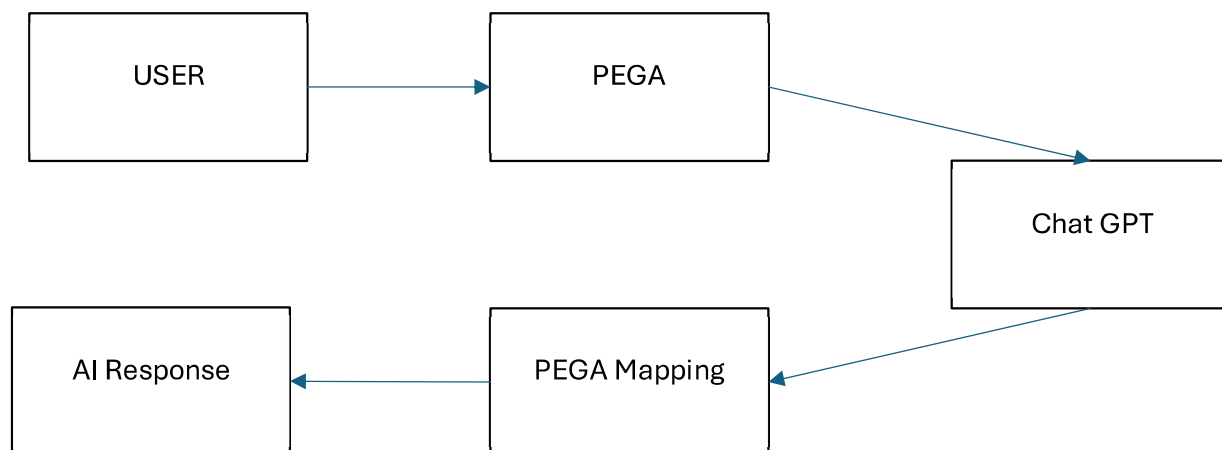 USER
PEGA
Chat GPT
AI Response
PEGA Mapping